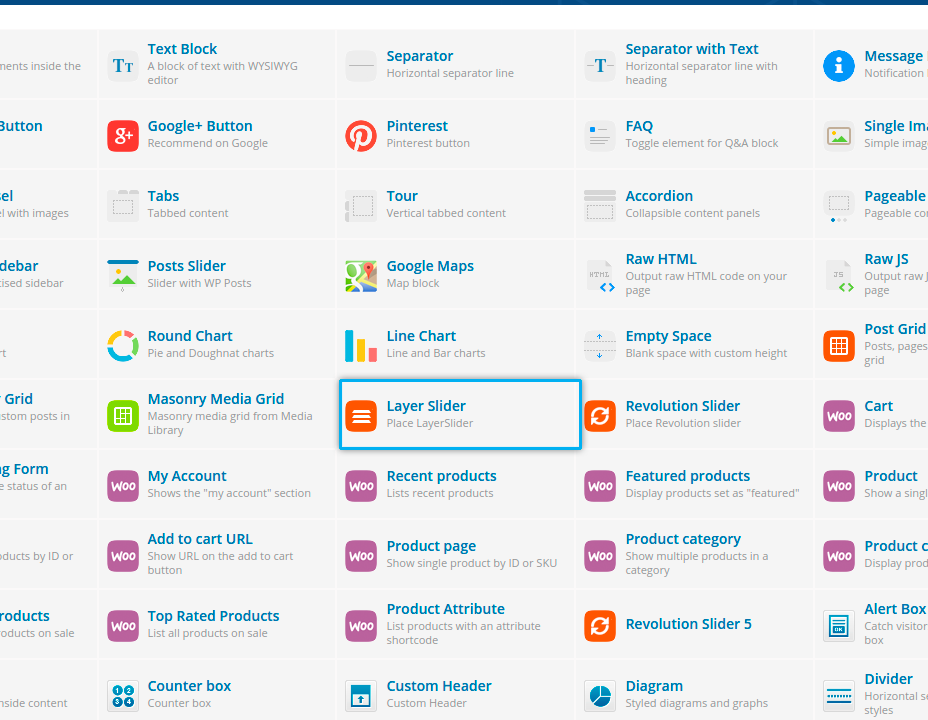 Text Block
Separator
Separator with Text
Message
ments inside the
A block of text with WYSIWYG
editor
Horizontal separator line
Horizontal separator line with
heading
Notification
Button
Google+ Button
Pinterest
FAQ
Single Ima
Recommend on Google
Pinterest button
Toggle element for Q&A block
Simple imag
sel
Tabs
Tour
Accordion
Pageable
el with images
Tabbed content
Vertical tabbed content
Collapsible content panels
Pageable con
debar
Posts Slider
Google Maps
Raw HTML
Raw JS
tised sidebar
Slider with WP Posts
Map block
Output raw HTML code on your
page
Output raw J
page
Round Chart
Line Chart
Empty Space
Post Grid
rt
Pie and Doughnat charts
Line and Bar charts
Blank space with custom height
Posts, pages
grid
Grid
Masonry Media Grid
Layer Slider
Revolution Slider
Cart
stom posts in
Masonry media grid from Media
Library
Place LayerSlider
Place Revolution slider
Displays the
ng Form
My Account
Recent products
Featured products
Product
e status of an
Shows the "my account" section
Lists recent products
Display products set as "featured"
Show a singl
Add to cart URL
Product page
Product category
Product c
oducts by ID or
Show URL on the add to cart
button
Show single product by ID or SKU
Show multiple products in a
category
Display prod
roducts
Top Rated Products
Product Attribute
Revolution Slider 5
Alert Box
roducts on sale
List all products on sale
List products with an attribute
shortcode
Catch visitor
box
Counter box
Custom Header
Diagram
Divider
nside content
Counter box
Custom Header
Styled diagrams and graphs
Horizontal se
styles